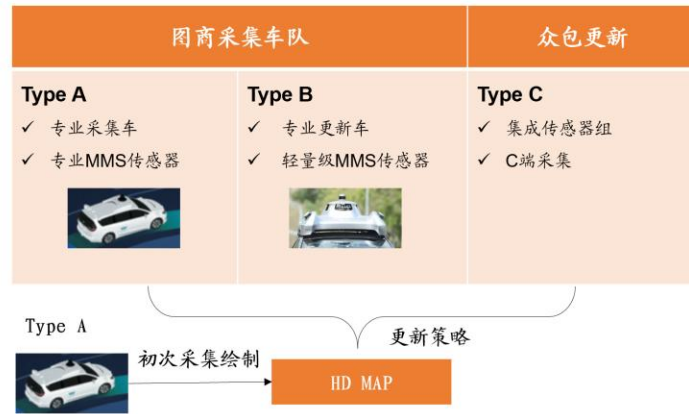 图商采集车队
众包更新
Type A
✓ 专业采集车
✓ 专业MMS传感器
Type B
✓ 专业更新车
✓ 轻量级MMS传感器
Type C
✓ 集成传感器组
✓ C端采集
Type A
初次采集绘制
更新策略
HD MAP